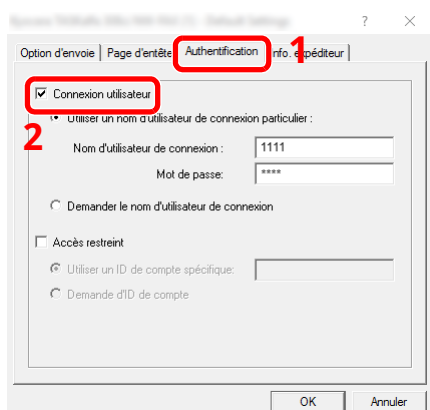 ?
Option d'envoie Page d'entête Authentification nfo. expéditeur
1
Connexion utilisateur
Utiliser un nom d'utilisateur de connexion particulier :
2
Nom d'utilisateur de connexion : 1111
Mot de passe: ****
Demander le nom d'utilisateur de connexion
Accès restreint
Utiliser un ID de compte spécifique:
Demande d'ID de compte
OK Annuler